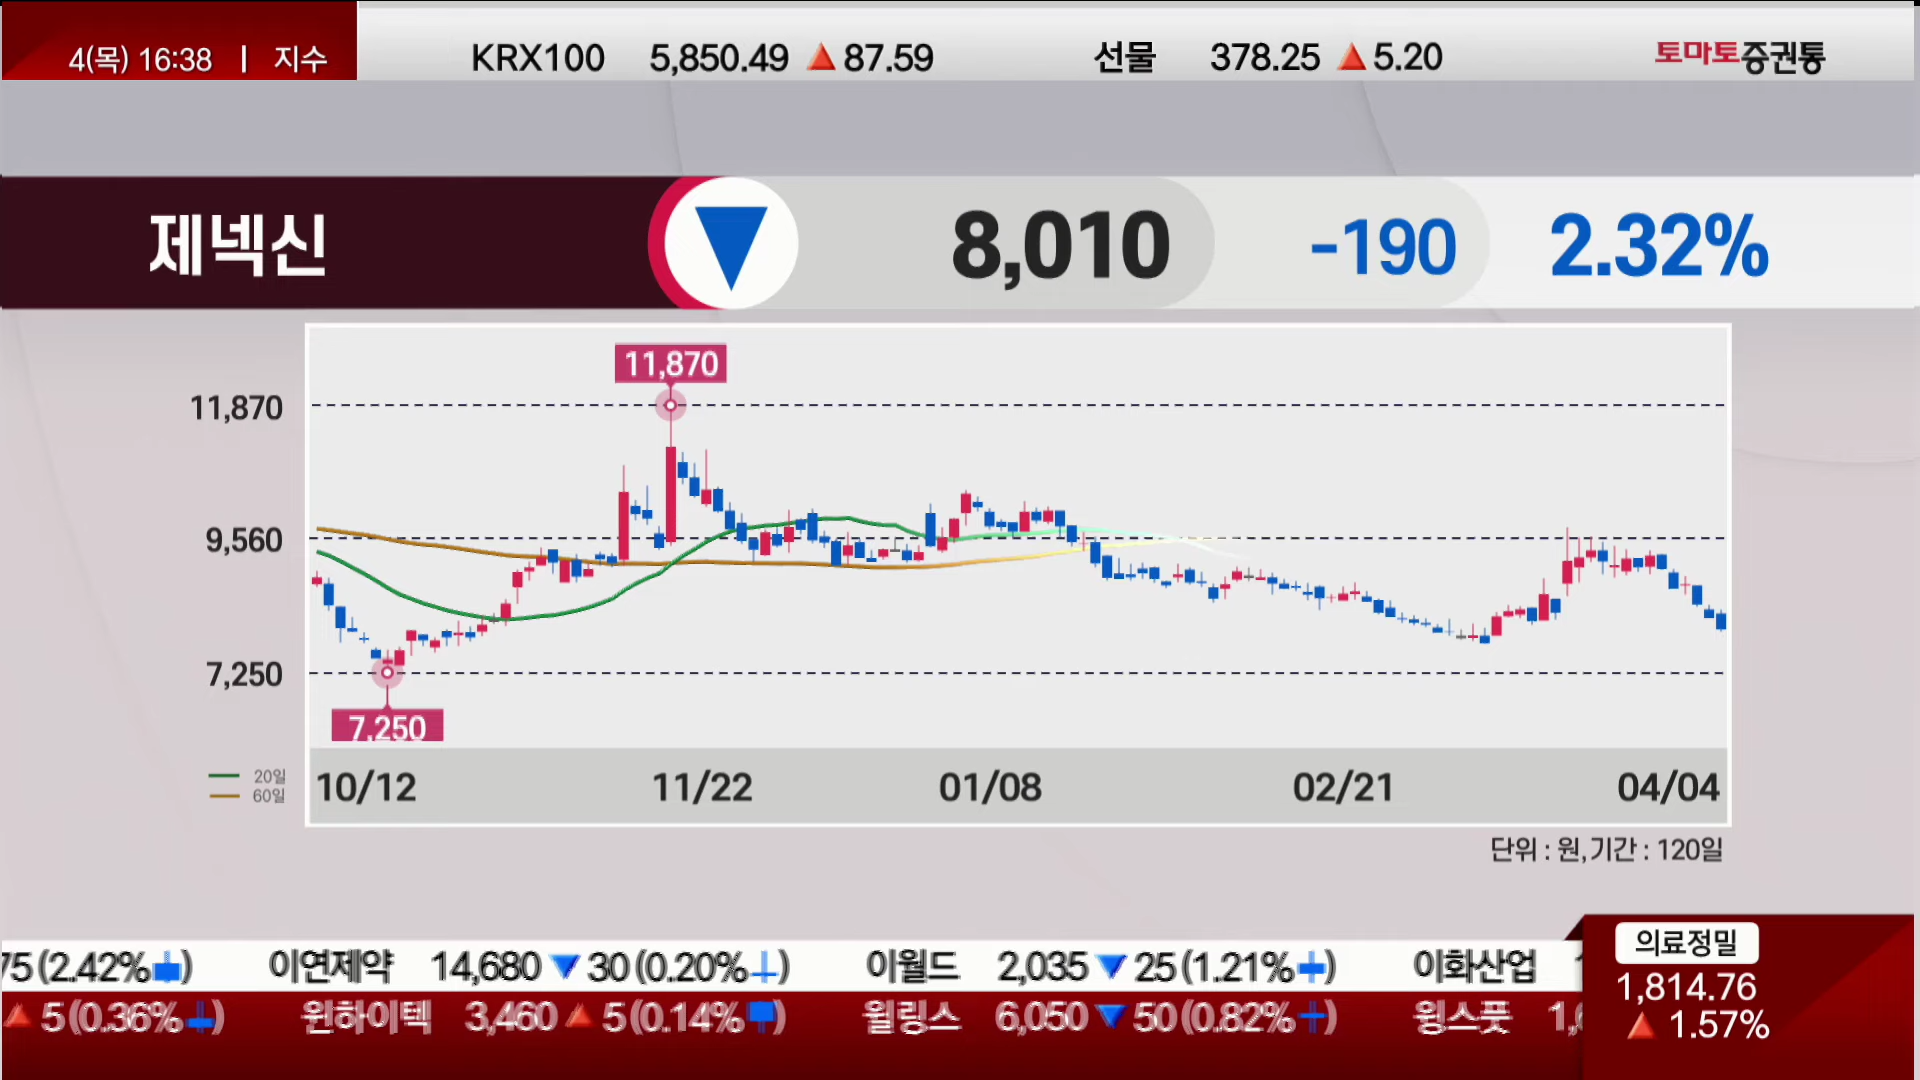 4(목) 16:38 | 지수 KRX100 5,850.49 ▲ 87.59 선물 378.25 ▲ 5.20 토마토증권통
제넥신 ▼ 8,010 -190 2.32%
11,870
11,870
9,560
7,250
7,250
20일
60일
10/12 11/22 01/08 02/21 04/04
단위 : 원, 기간 : 120일
75 (2.42%) 이연제약 14,680 ▼ 30 (0.20%) 이월드 2,035 ▼ 25 (1.21%) 이화산업
▲ 5 (0.36%) 원하이텍 3,460 ▲ 5 (0.14%) 윌링스 6,050 ▼ 50 (0.82%) 윙스풋
의료정밀
1,814.76
▲ 1.57%